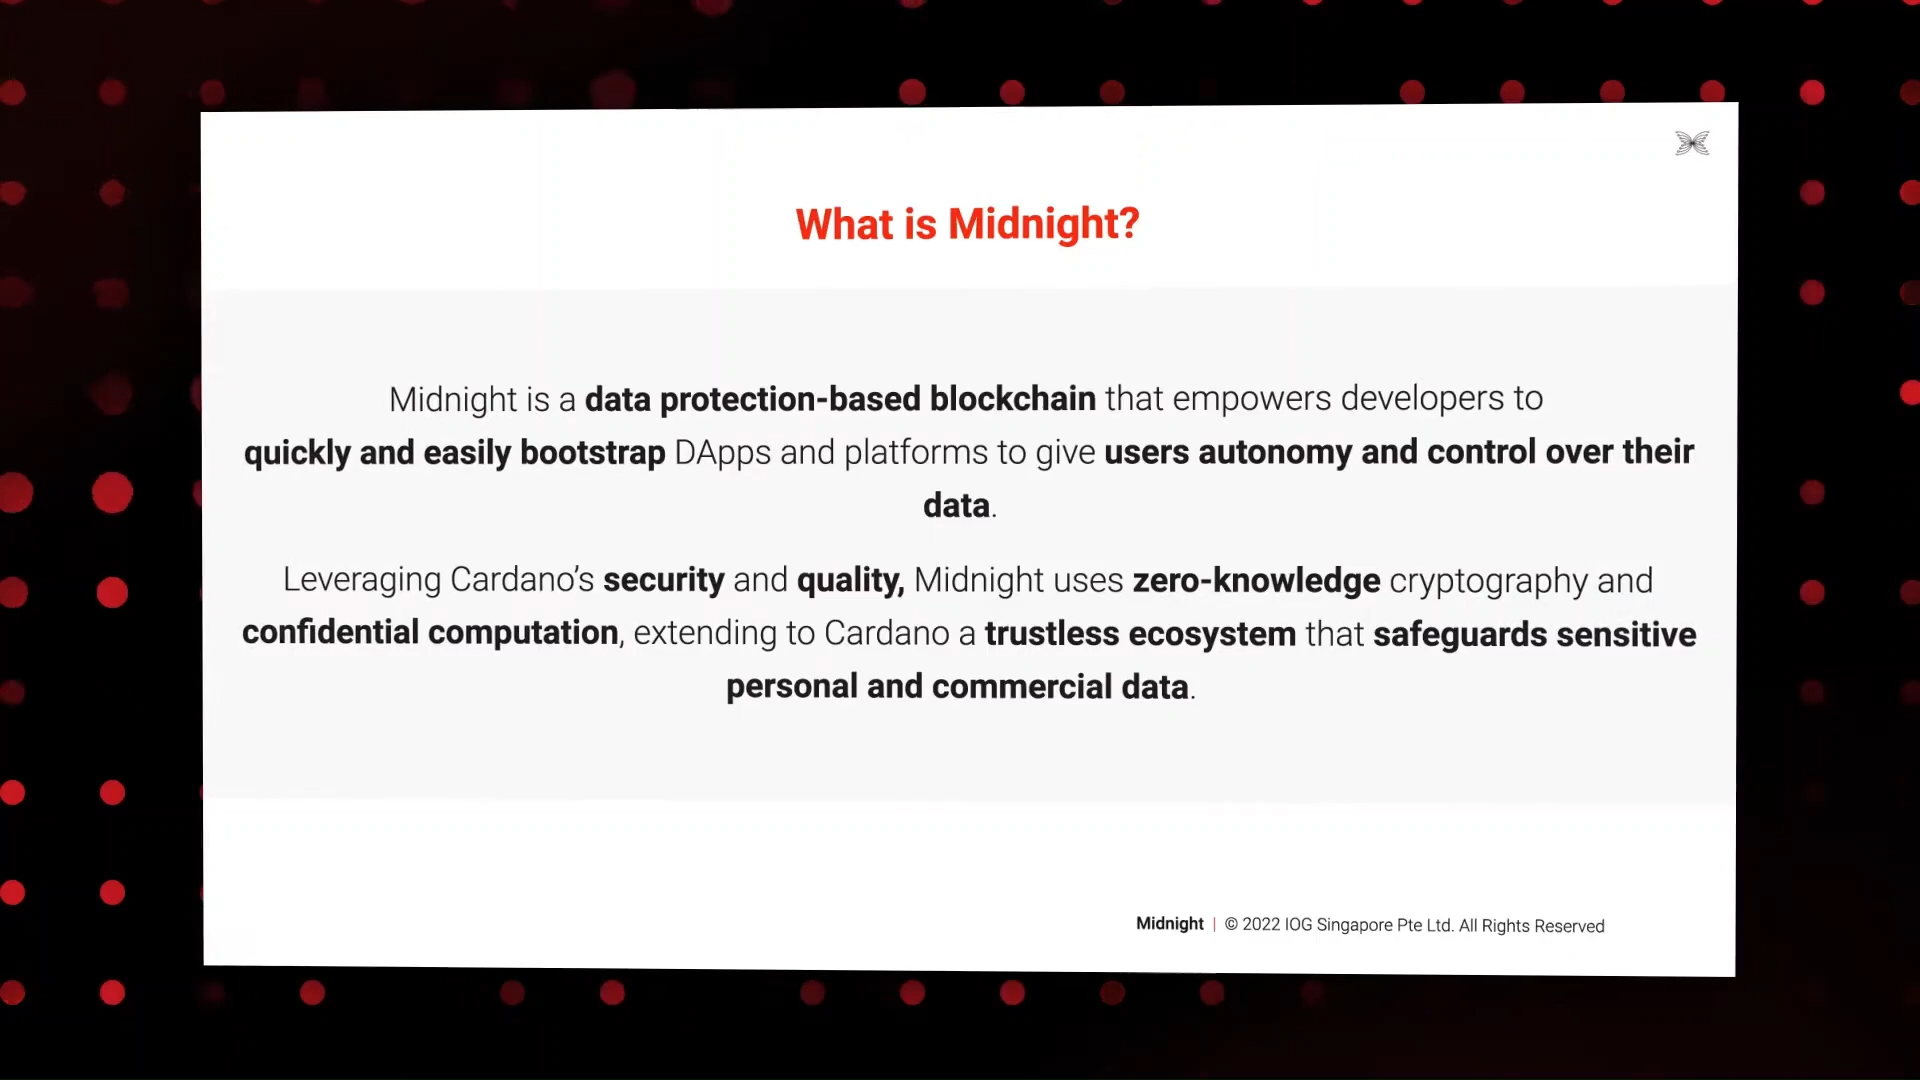 What is Midnight?
Midnight is a data protection-based blockchain that empowers developers to
quickly and easily bootstrap DApps and platforms to give users autonomy and control over their
data.
Leveraging Cardano’s security and quality, Midnight uses zero-knowledge cryptography and
confidential computation, extending to Cardano a trustless ecosystem that safeguards sensitive
personal and commercial data.
Midnight | © 2022 IOG Singapore Pte Ltd. All Rights Reserved